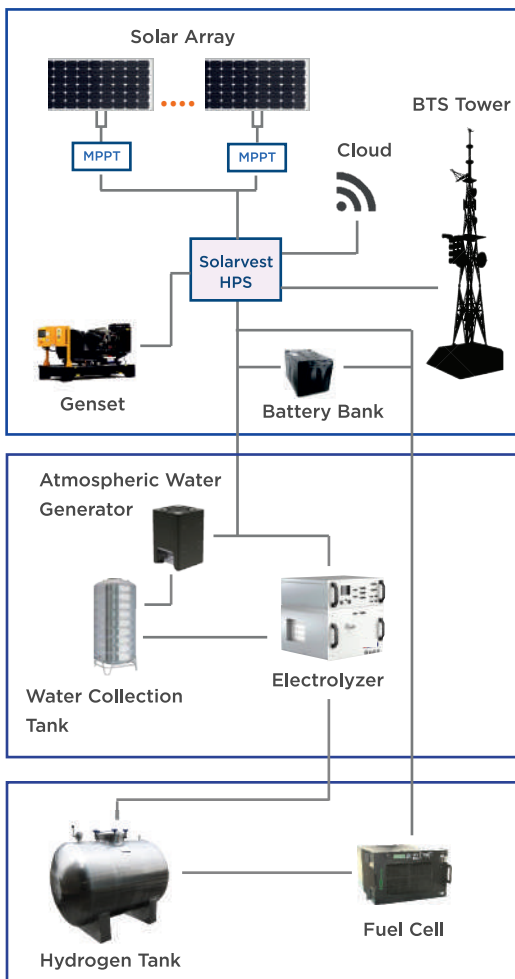 Solar Array
MPPT
MPPT
Cloud
BTS Tower
Solarvest
HPS
Genset
Battery Bank
Atmospheric Water
Generator
Water Collection
Tank
Electrolyzer
Hydrogen Tank
Fuel Cell